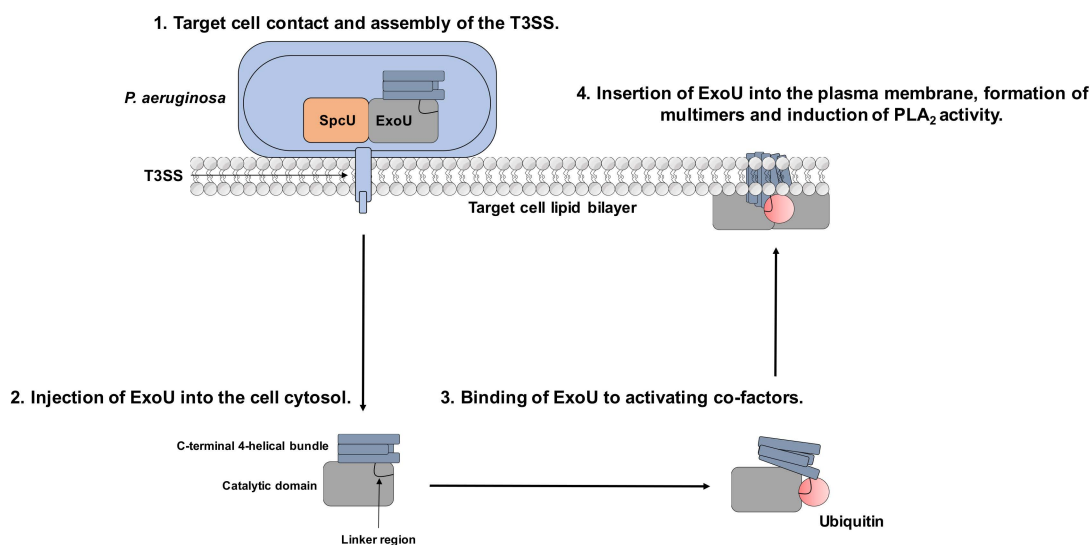 1. Target cell contact and assembly of the T3SS.
P. aeruginosa
SpcU
ExoU
4. Insertion of ExoU into the plasma membrane, formation of
multimers and induction of PLA₂ activity.
T3SS
Target cell lipid bilayer
2. Injection of ExoU into the cell cytosol.
3. Binding of ExoU to activating co-factors.
C-terminal 4-helical bundle
Catalytic domain
Linker region
Ubiquitin